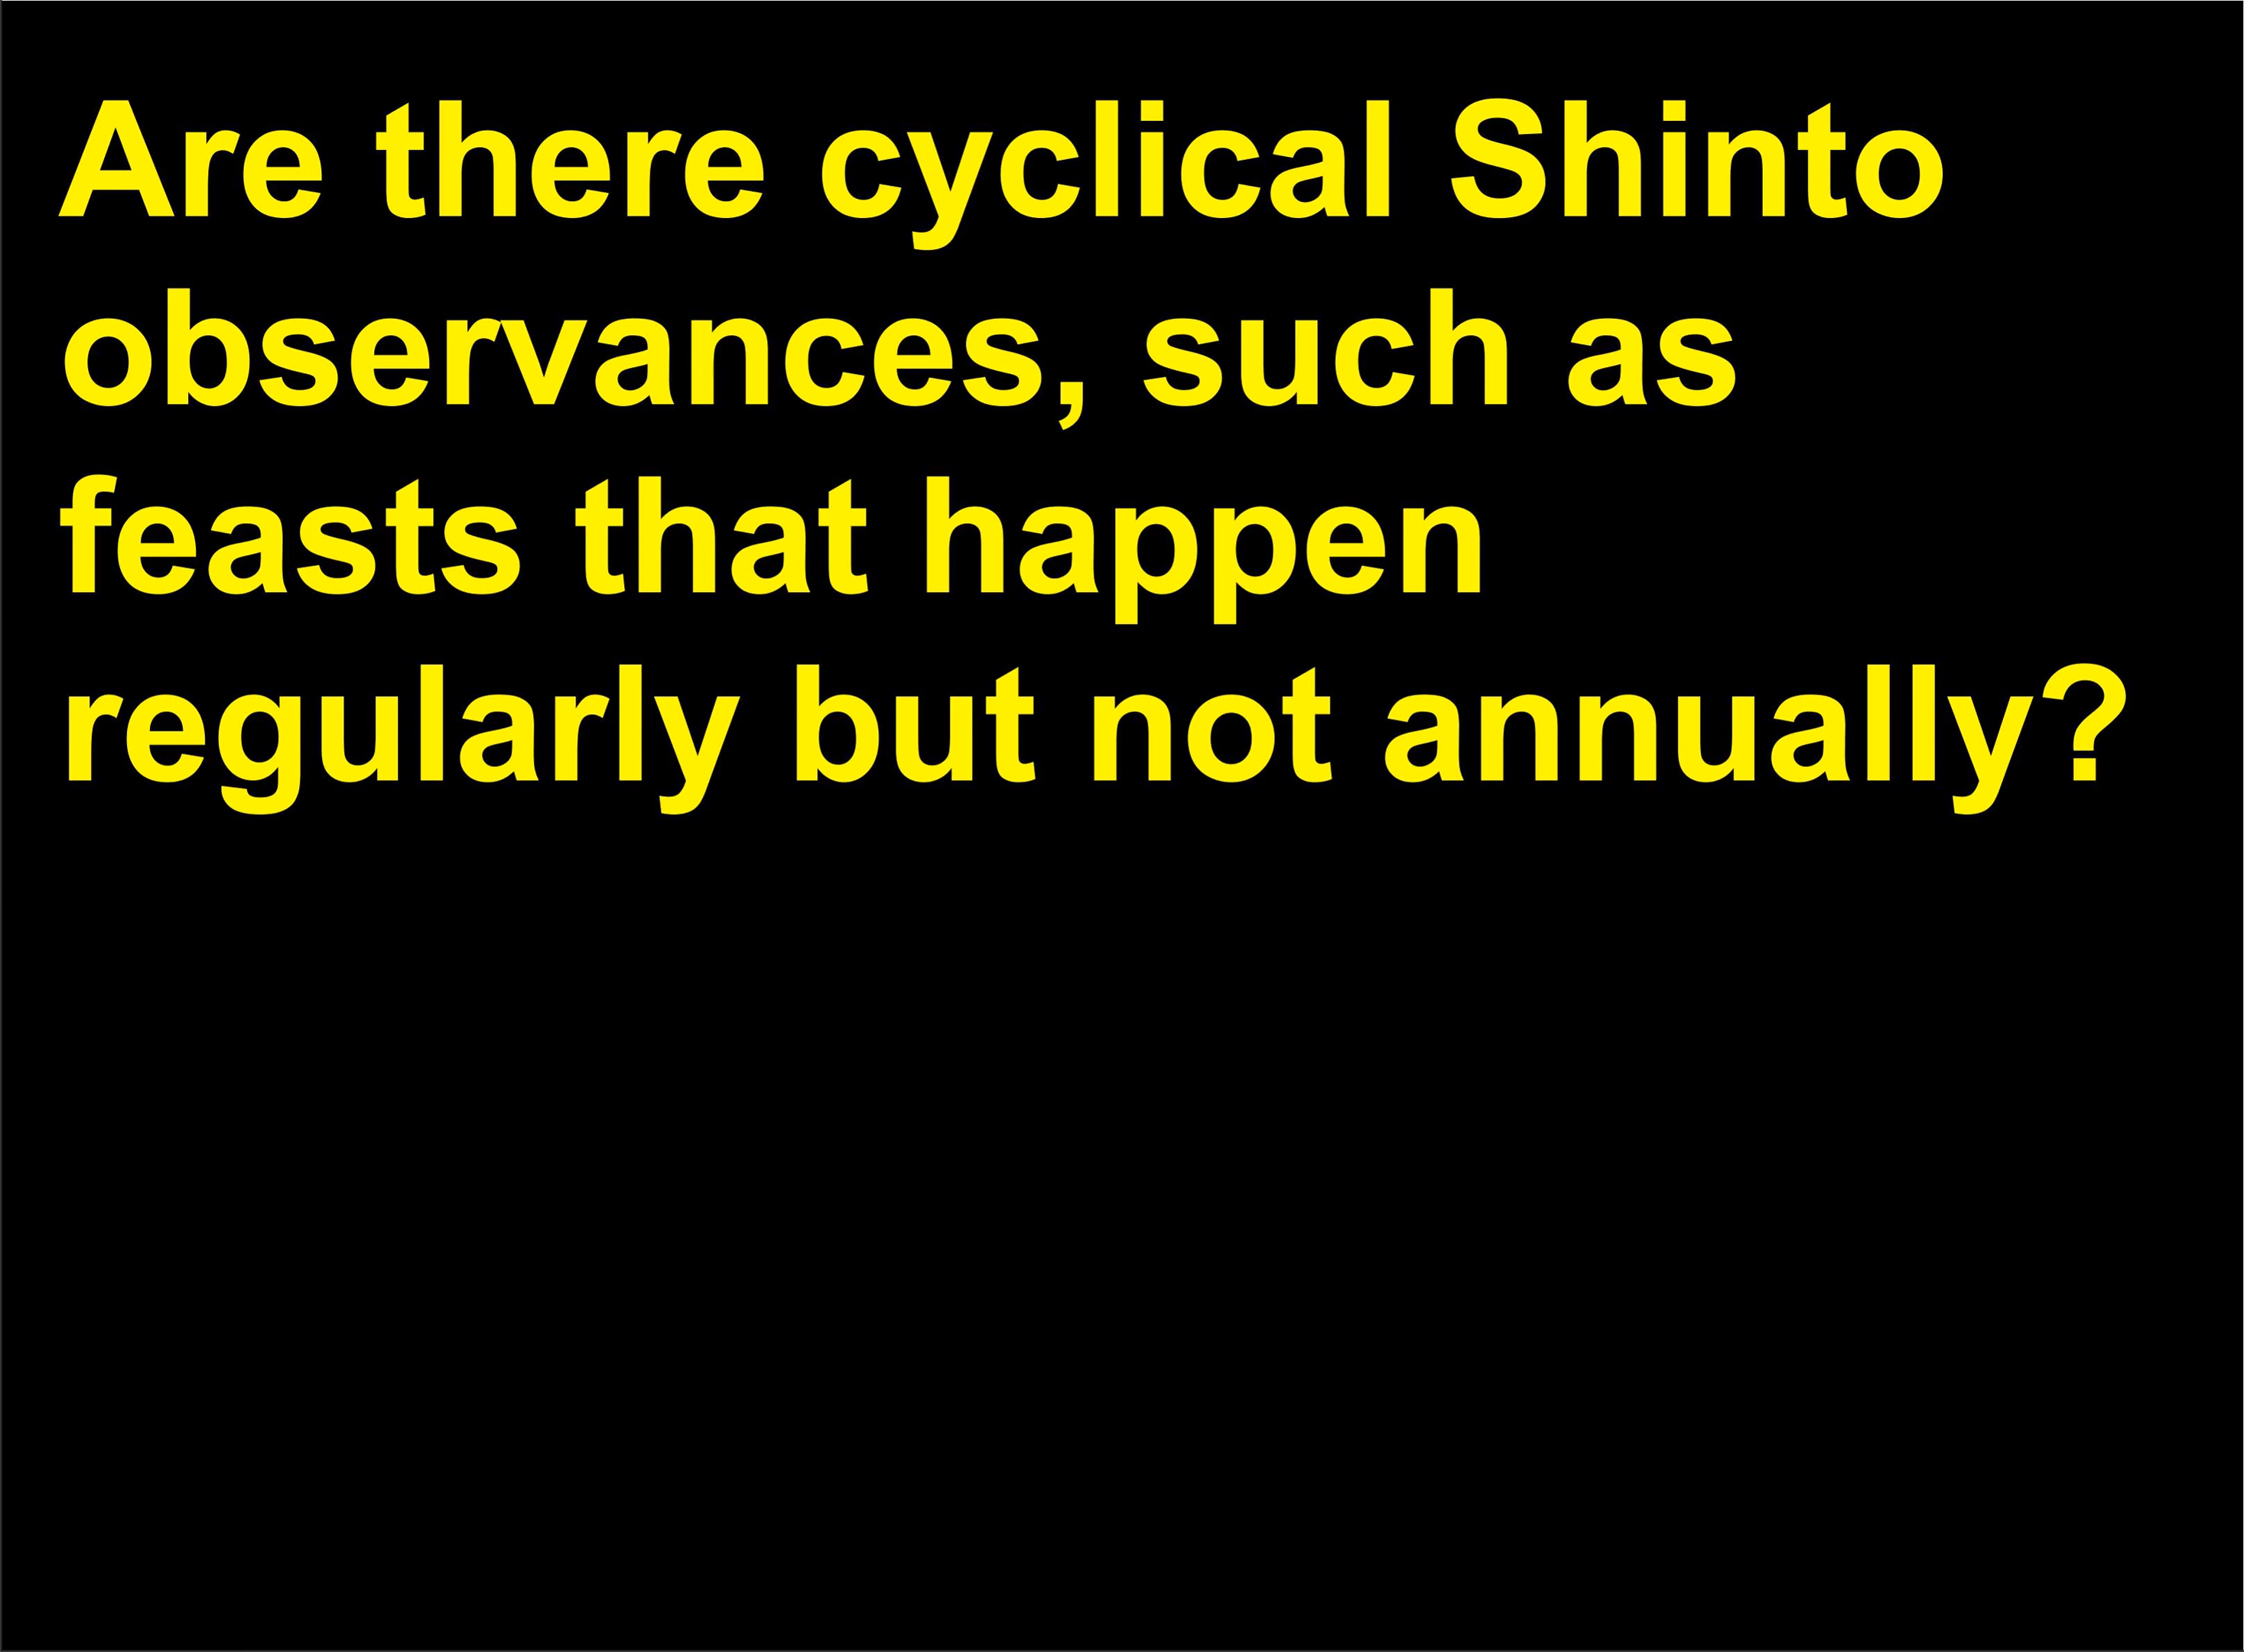 Are there cyclical Shinto
observances, such as
feasts that happen
regularly but not annually?